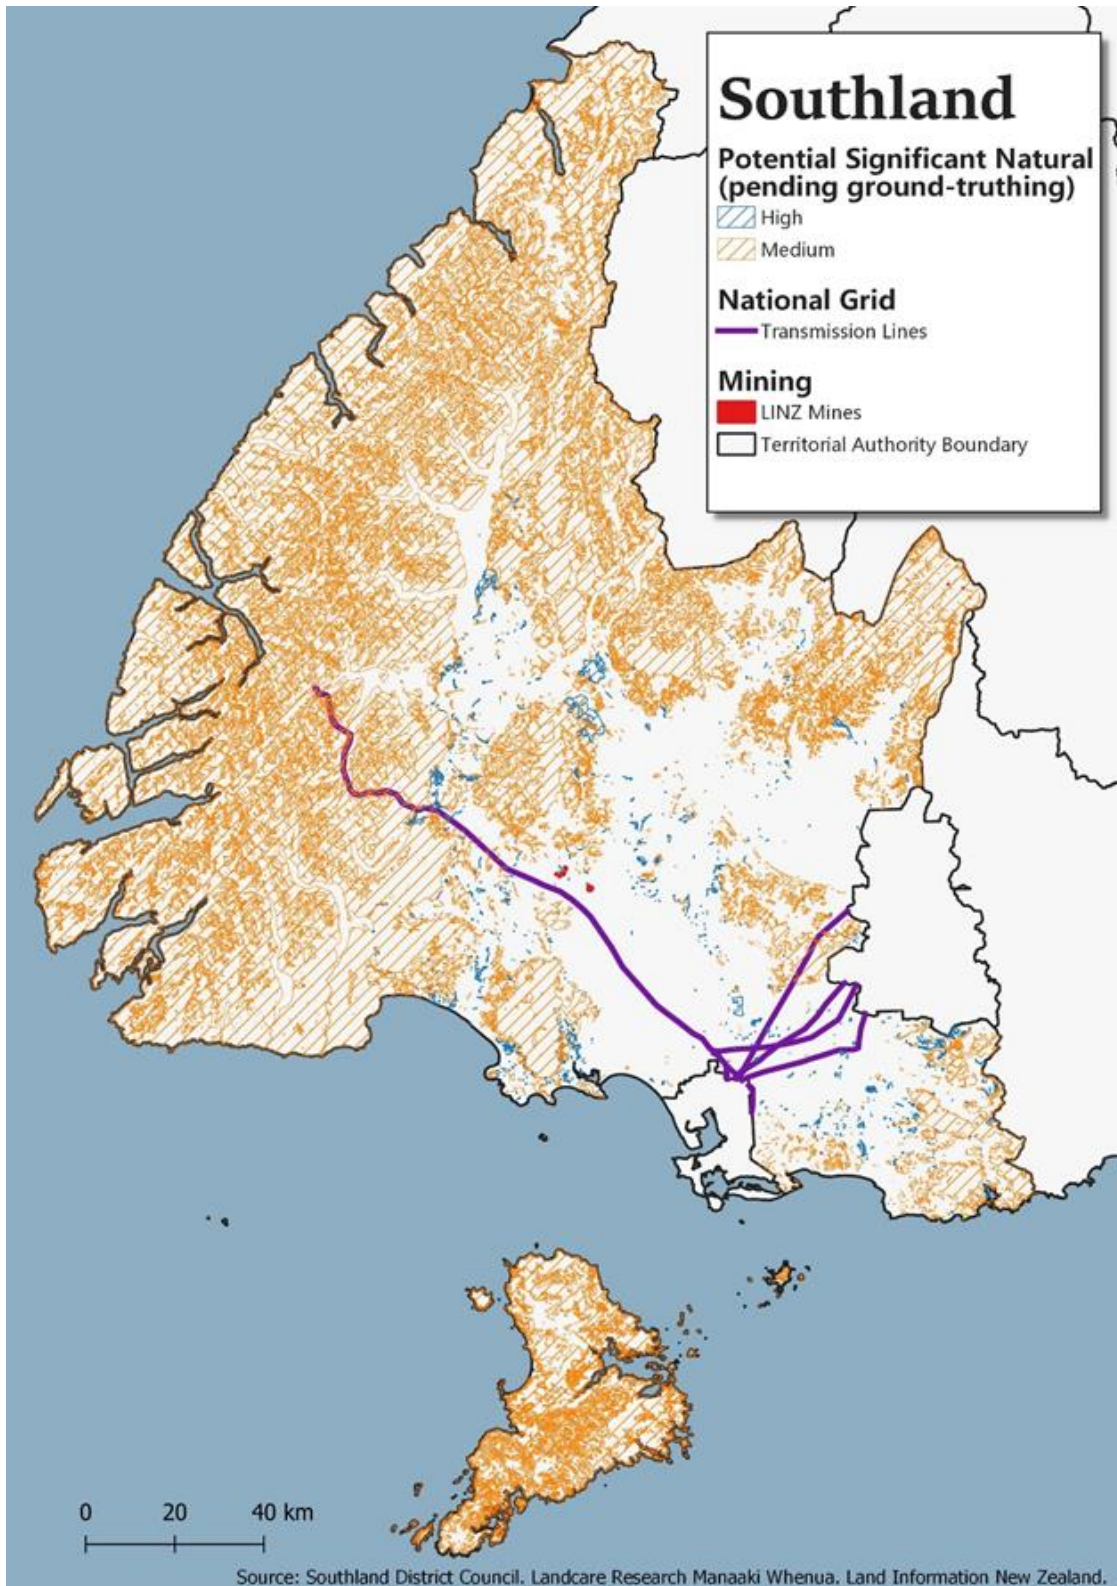 Southland
Potential Significant Natural
(pending ground-truthing)
High
Medium
National Grid
Transmission Lines
Mining
LINZ Mines
Territorial Authority Boundary
0 20 40 km
Source: Southland District Council. Landcare Research Manaaki Whenua. Land Information New Zealand.